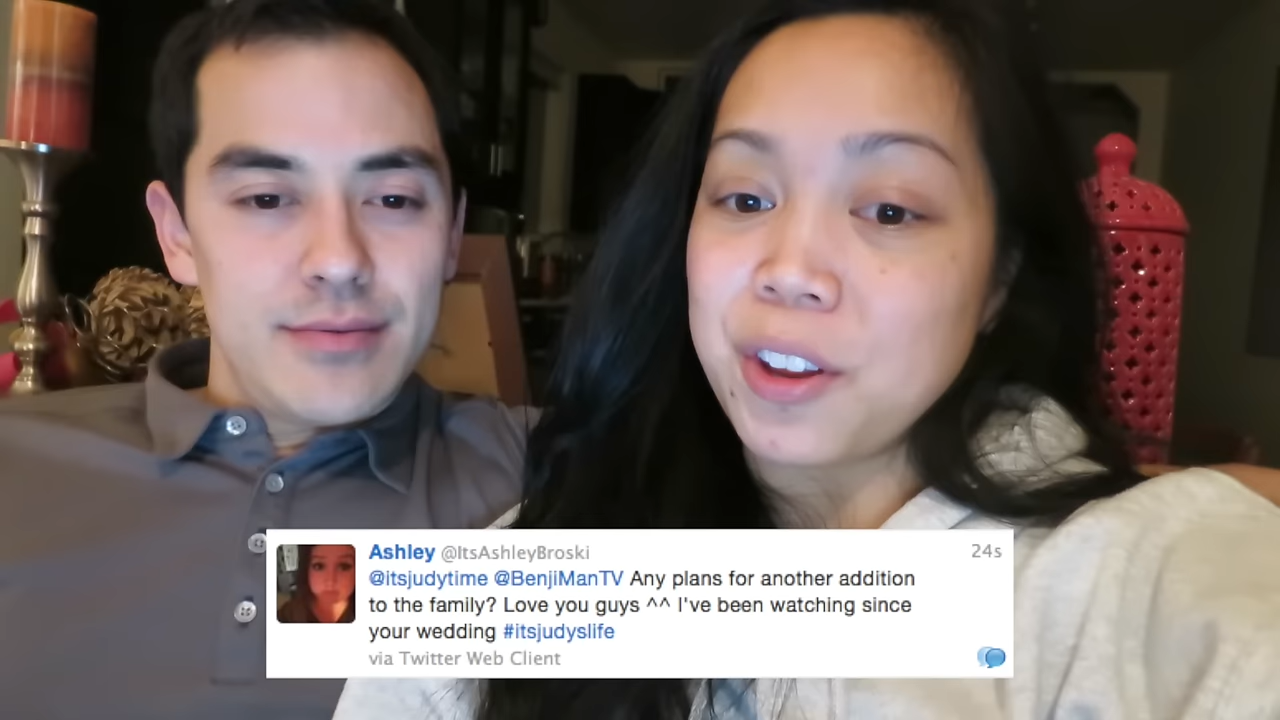 Ashley @ItsAshleyBroski 24s
@itsjudytime @BenjiManTV Any plans for another addition
to the family? Love you guys ^^ I've been watching since
your wedding #itsjudyslife
via Twitter Web Client